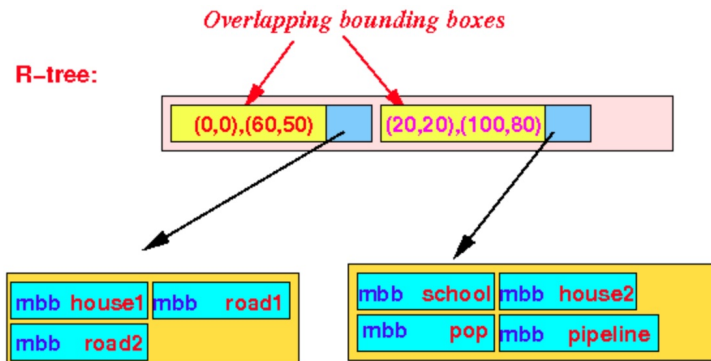 Overlapping bounding boxes
R-tree:
(0,0),(60,50) (20,20),(100,80)
mbb house1 mbb road1
mbb road2
mbb school mbb house2
mbb pop mbb pipeline